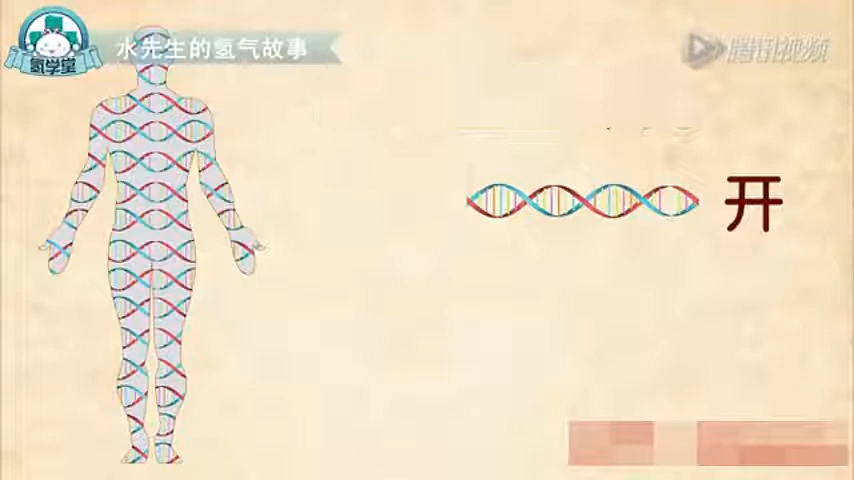 氢学堂
水先生的氢气故事
腾讯视频
开